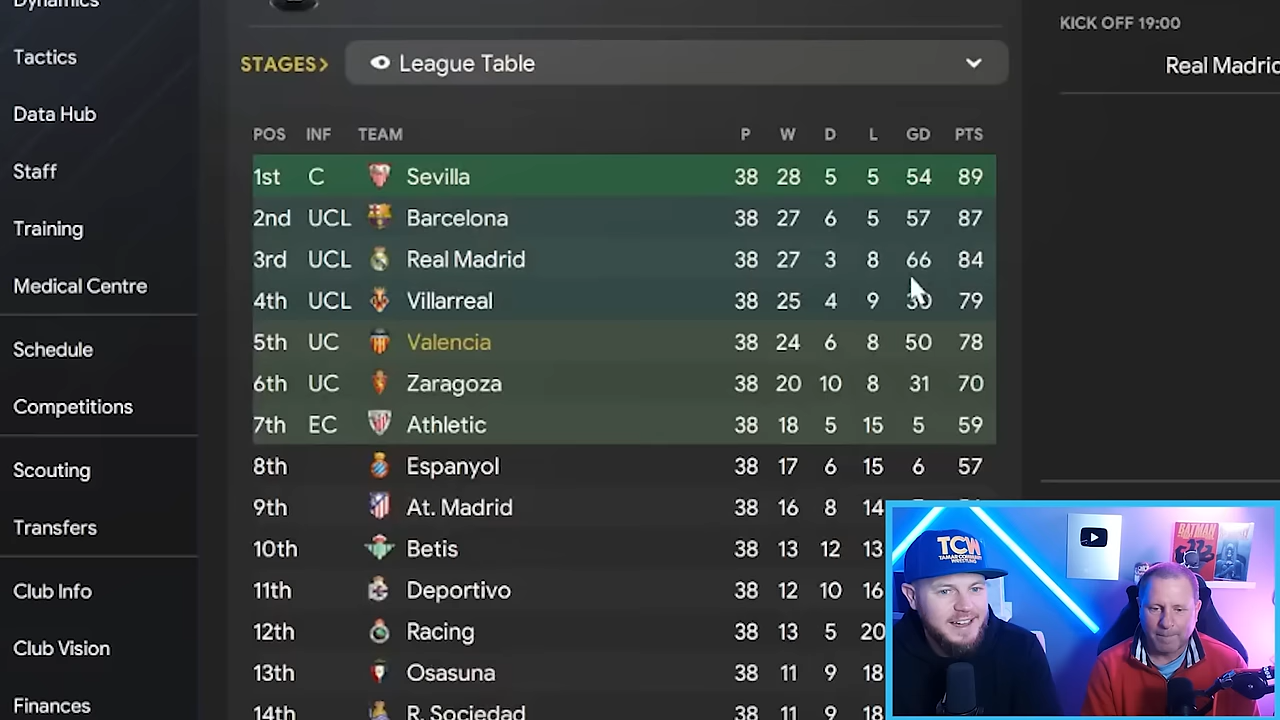 Dynamics
Tactics
Data Hub
Staff
Training
Medical Centre
Schedule
Competitions
Scouting
Transfers
Club Info
Club Vision
Finances
STAGES> League Table
POS INF TEAM P W D L GD PTS
1st C Sevilla 38 28 5 5 54 89
2nd UCL Barcelona 38 27 6 5 57 87
3rd UCL Real Madrid 38 27 3 8 66 84
4th UCL Villarreal 38 25 4 9 30 79
5th UC Valencia 38 24 6 8 50 78
6th UC Zaragoza 38 20 10 8 31 70
7th EC Athletic 38 18 5 15 5 59
8th Espanyol 38 17 6 15 6 57
9th At. Madrid 38 16 8 14
10th Betis 38 13 12 13
11th Deportivo 38 12 10 16
12th Racing 38 13 5 20
13th Osasuna 38 11 9 18
14th R. Sociedad 38 11 9 18
KICK OFF 19:00
Real Madrid
TCW
BATMAN